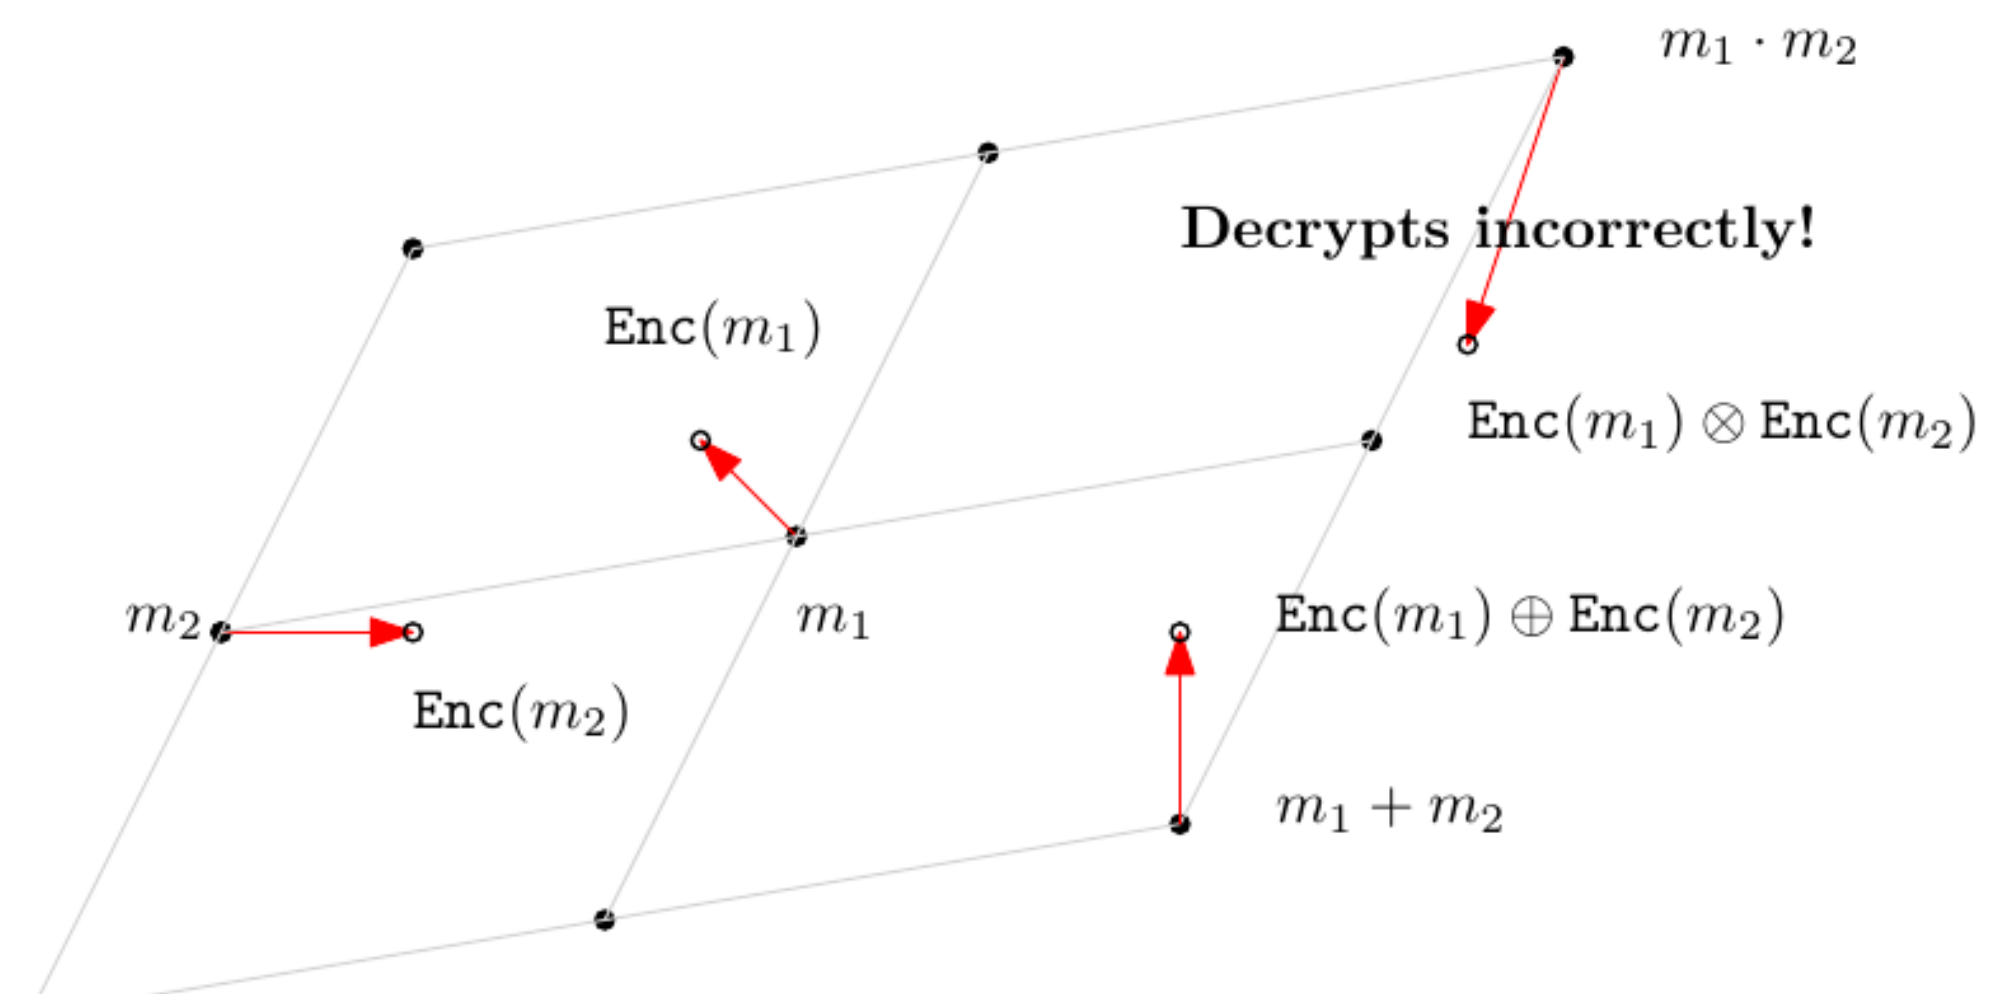 m₁ · m₂
Decrypts incorrectly!
Enc(m₁)
Enc(m₁) ⊗ Enc(m₂)
m₂
m₁
Enc(m₁) ⊕ Enc(m₂)
Enc(m₂)
m₁ + m₂